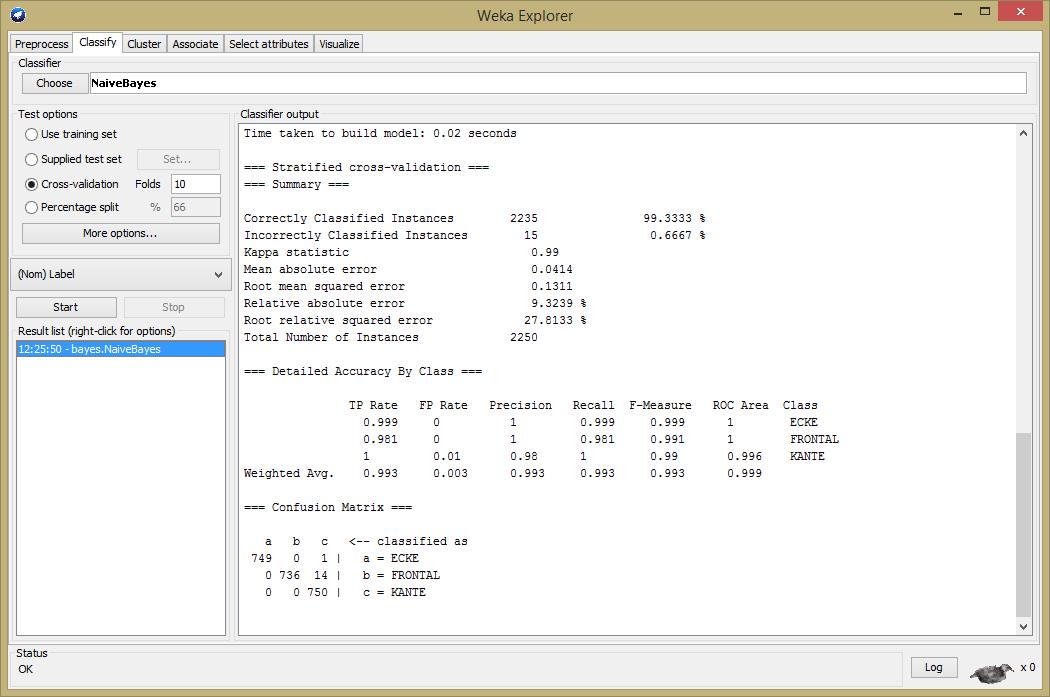 Weka Explorer
Preprocess Classify Cluster Associate Select attributes Visualize
Classifier
Choose NaiveBayes
Test options
Use training set
Supplied test set Set...
Cross-validation Folds 10
Percentage split % 66
More options...
(Nom) Label
Start Stop
Result list (right-click for options)
12:25:50 - bayes.NaiveBayes
Classifier output
Time taken to build model: 0.02 seconds
=== Stratified cross-validation ===
=== Summary ===
Correctly Classified Instances 2235 99.3333 %
Incorrectly Classified Instances 15 0.6667 %
Kappa statistic 0.99
Mean absolute error 0.0414
Root mean squared error 0.1311
Relative absolute error 9.3239 %
Root relative squared error 27.8133 %
Total Number of Instances 2250
=== Detailed Accuracy By Class ===
TP Rate FP Rate Precision Recall F-Measure ROC Area Class
0.999 0 1 0.999 0.999 1 ECKE
0.981 0 1 0.981 0.991 1 FRONTAL
1 0.01 0.98 1 0.99 0.996 KANTE
Weighted Avg. 0.993 0.003 0.993 0.993 0.993 0.999
=== Confusion Matrix ===
a b c <-- classified as
749 0 1 | a = ECKE
0 736 14 | b = FRONTAL
0 0 750 | c = KANTE
Status
OK
Log
x 0